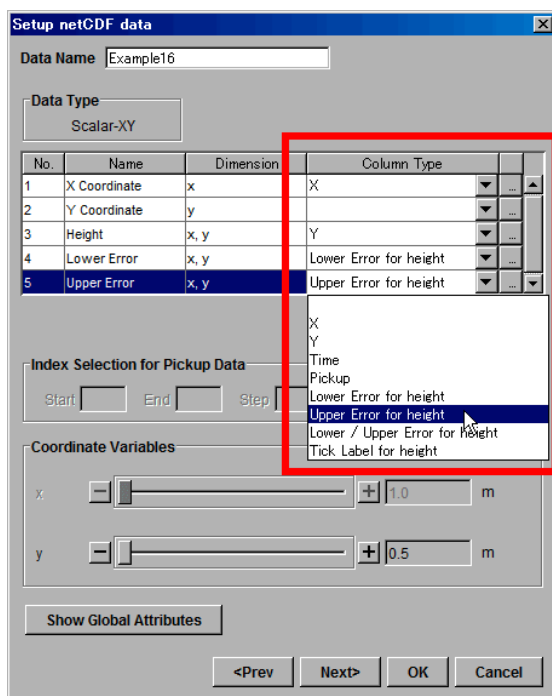 Setup netCDF data
Data Name Example16
Data Type
Scalar-XY
No. Name Dimension Column Type
1 X Coordinate x X
2 Y Coordinate y
3 Height x, y Y
4 Lower Error x, y Lower Error for height
5 Upper Error x, y Upper Error for height
X
Y
Time
Pickup
Lower Error for height
Upper Error for height
Lower / Upper Error for height
Tick Label for height
Index Selection for Pickup Data
Start End Step
Coordinate Variables
x 1.0 m
y 0.5 m
Show Global Attributes
<Prev Next> OK Cancel